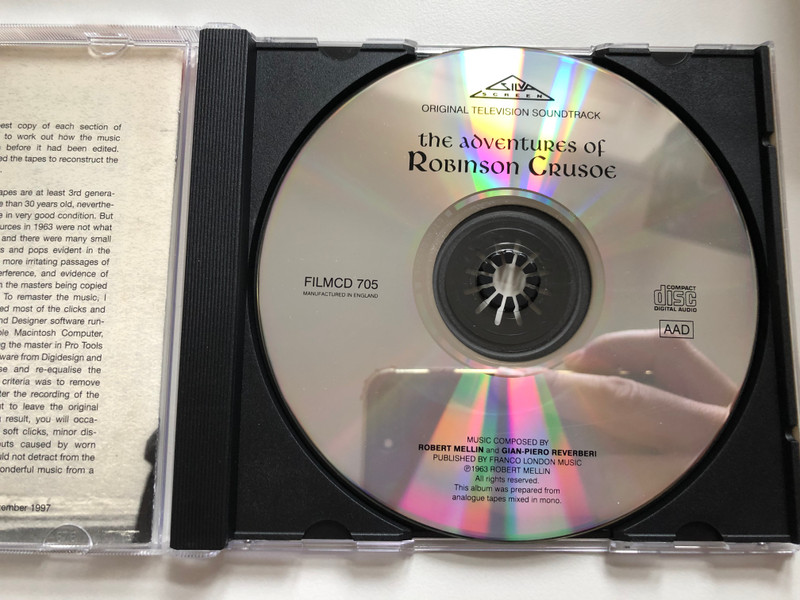 est copy of each section of
to work out how the music
before it had been edited.
ed the tapes to reconstruct the
apes are at least 3rd genera-
e than 30 years old, neverthe-
e in very good condition. But
urces in 1963 were not what
and there were many small
s and pops evident in the
more irritating passages of
erference, and evidence of
n the masters being copied
To remaster the music, I
ed most of the clicks and
nd Designer software run-
ple Macintosh Computer,
ng the master in Pro Tools
ware from Digidesign and
se and re-equalise the
criteria was to remove
ter the recording of the
t to leave the original
result, you will occa-
soft clicks, minor dis-
outs caused by worn
uld not detract from the
onderful music from a
ember 1997
SILVA
SCREEN
ORIGINAL TELEVISION SOUNDTRACK
the adventures of
Robinson Crusoe
FILMCD 705
MANUFACTURED IN ENGLAND
COMPACT
disc
DIGITAL AUDIO
AAD
MUSIC COMPOSED BY
ROBERT MELLIN and GIAN-PIERO REVERBERI
PUBLISHED BY FRANCO LONDON MUSIC
℗1963 ROBERT MELLIN
All rights reserved.
This album was prepared from
analogue tapes mixed in mono.